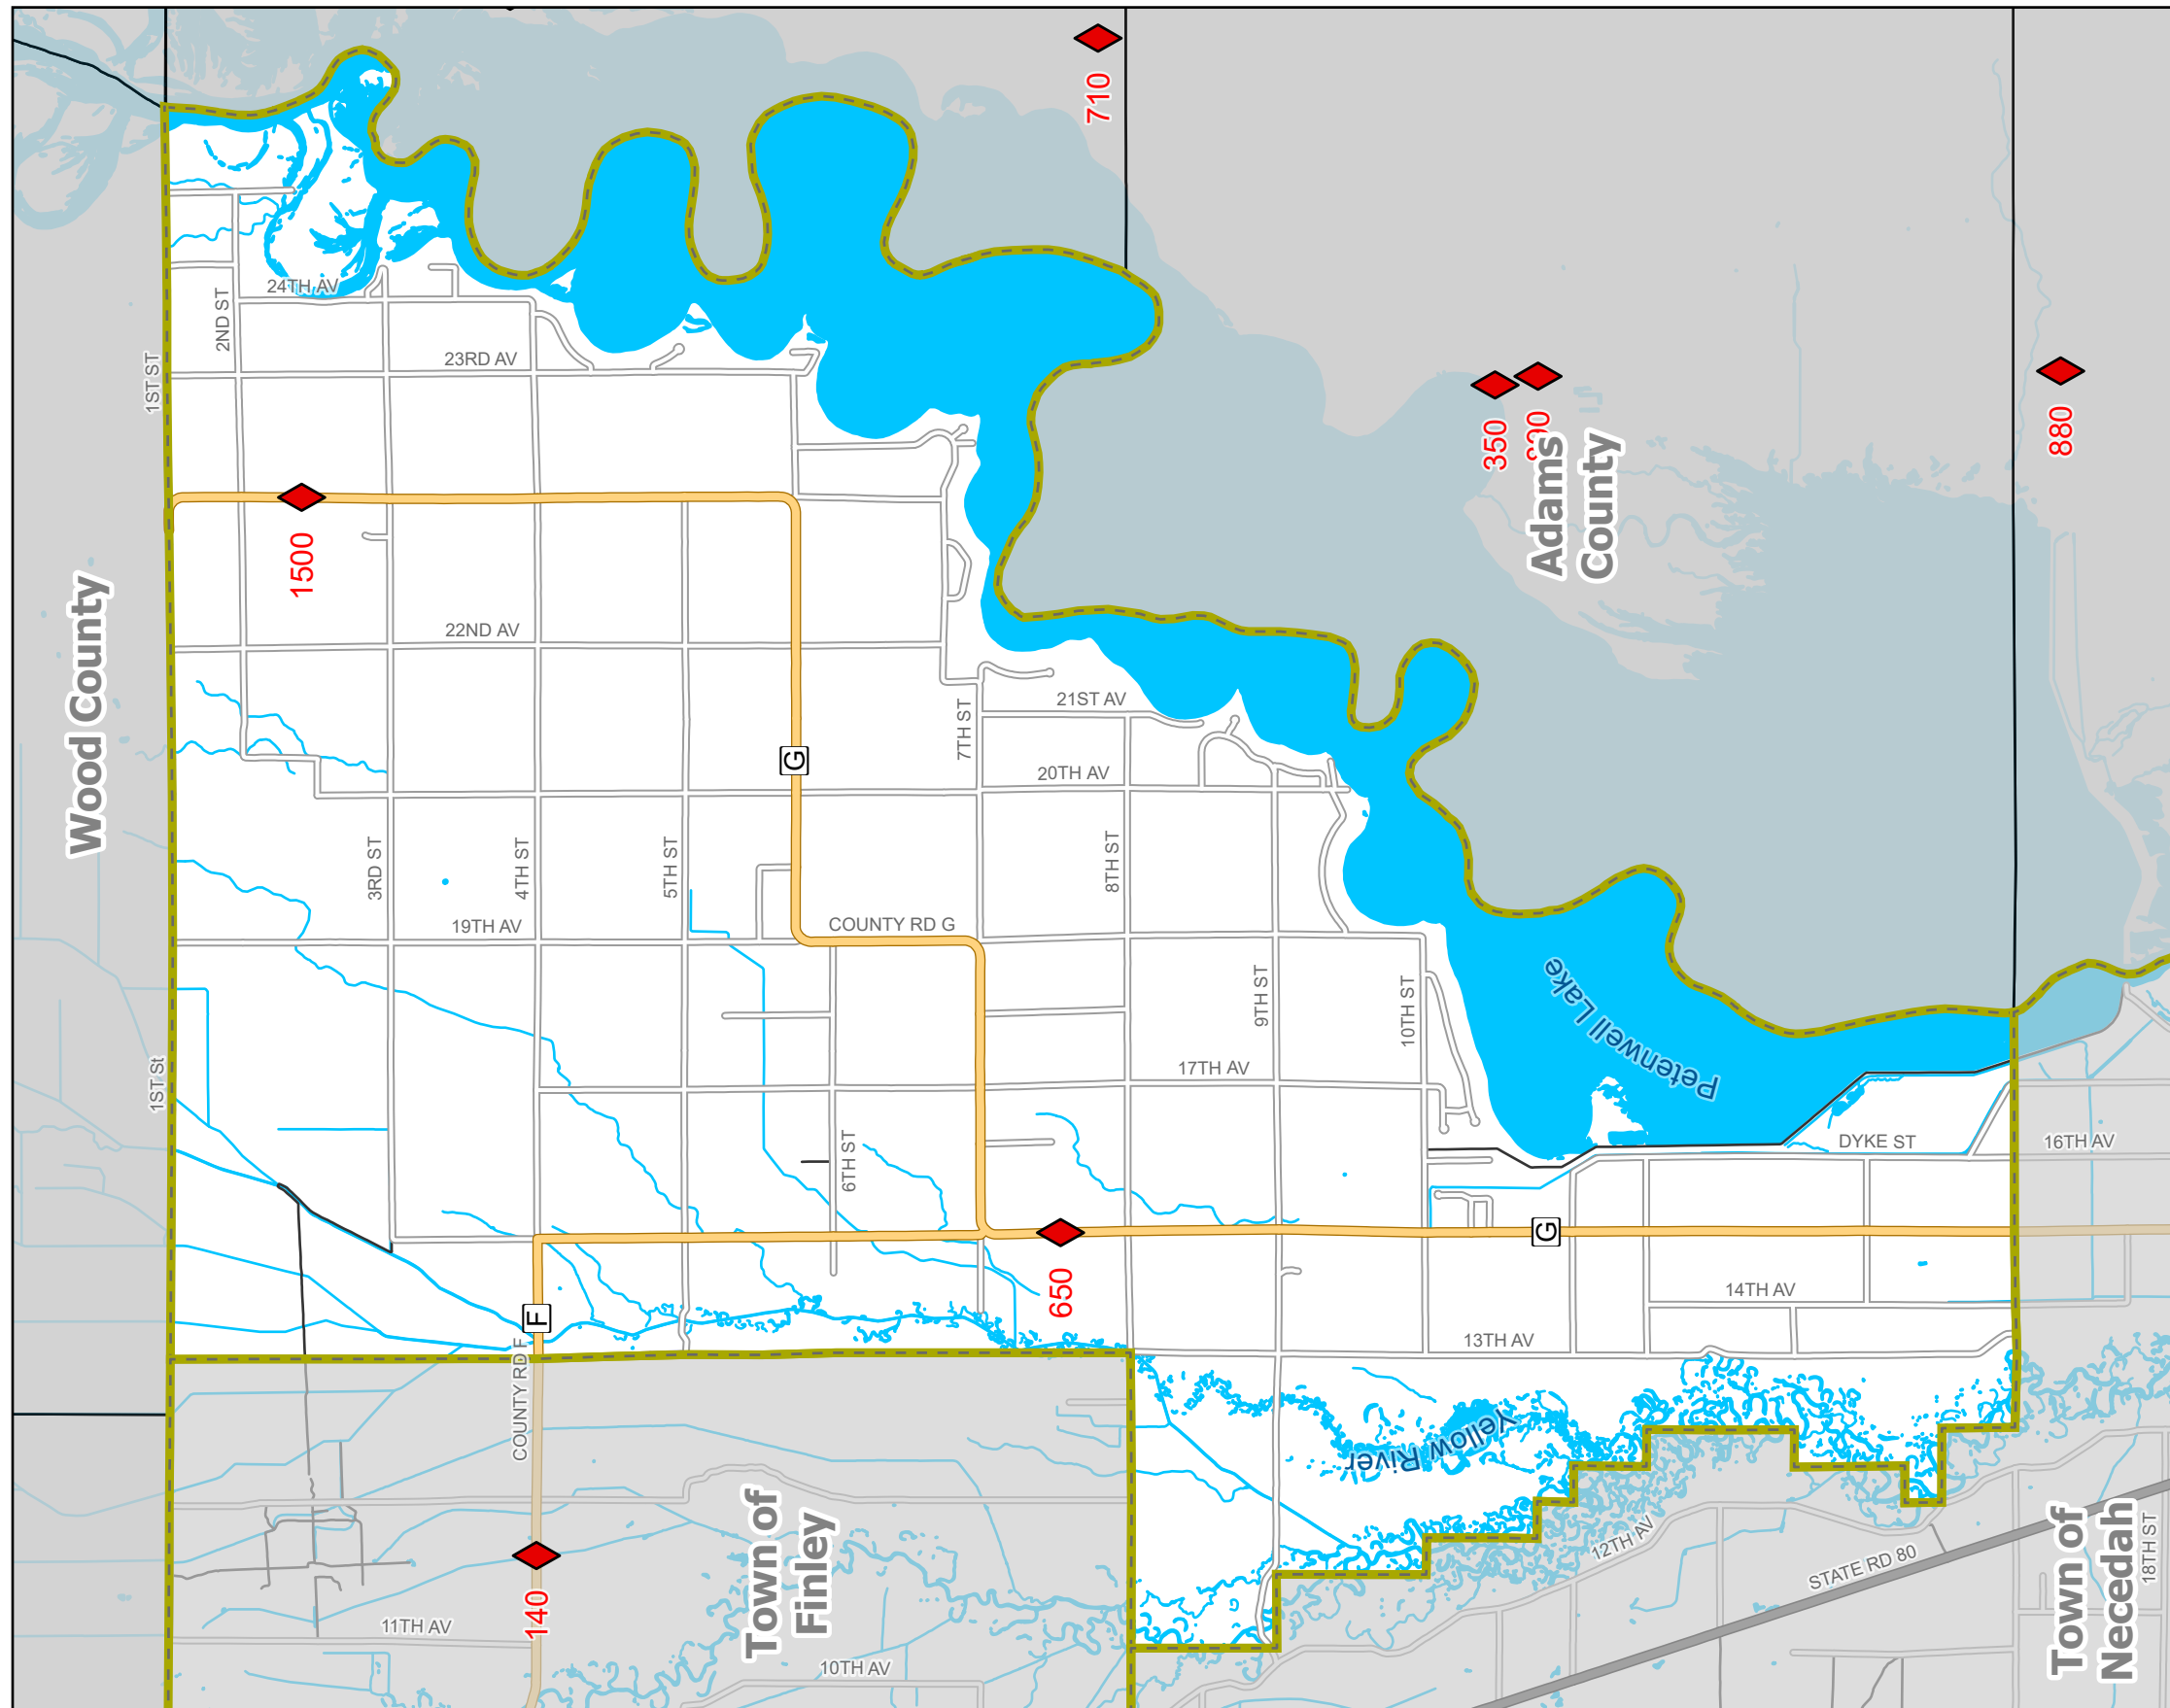 710
24TH AV
2ND ST
23RD AV
1ST ST
350
880
Adams
County
1500
Wood County
22ND AV
21ST AV
7TH ST
G
20TH AV
3RD ST
4TH ST
5TH ST
8TH ST
19TH AV
COUNTY RD G
9TH ST
10TH ST
Petenwell Lake
1ST St
17TH AV
6TH ST
DYKE ST
16TH AV
G
650
14TH AV
F
13TH AV
COUNTY RD F
Yellow River
Town of
Finley
140
12TH AV
STATE RD 80
Town of
Necedah
18TH ST
11TH AV
10TH AV